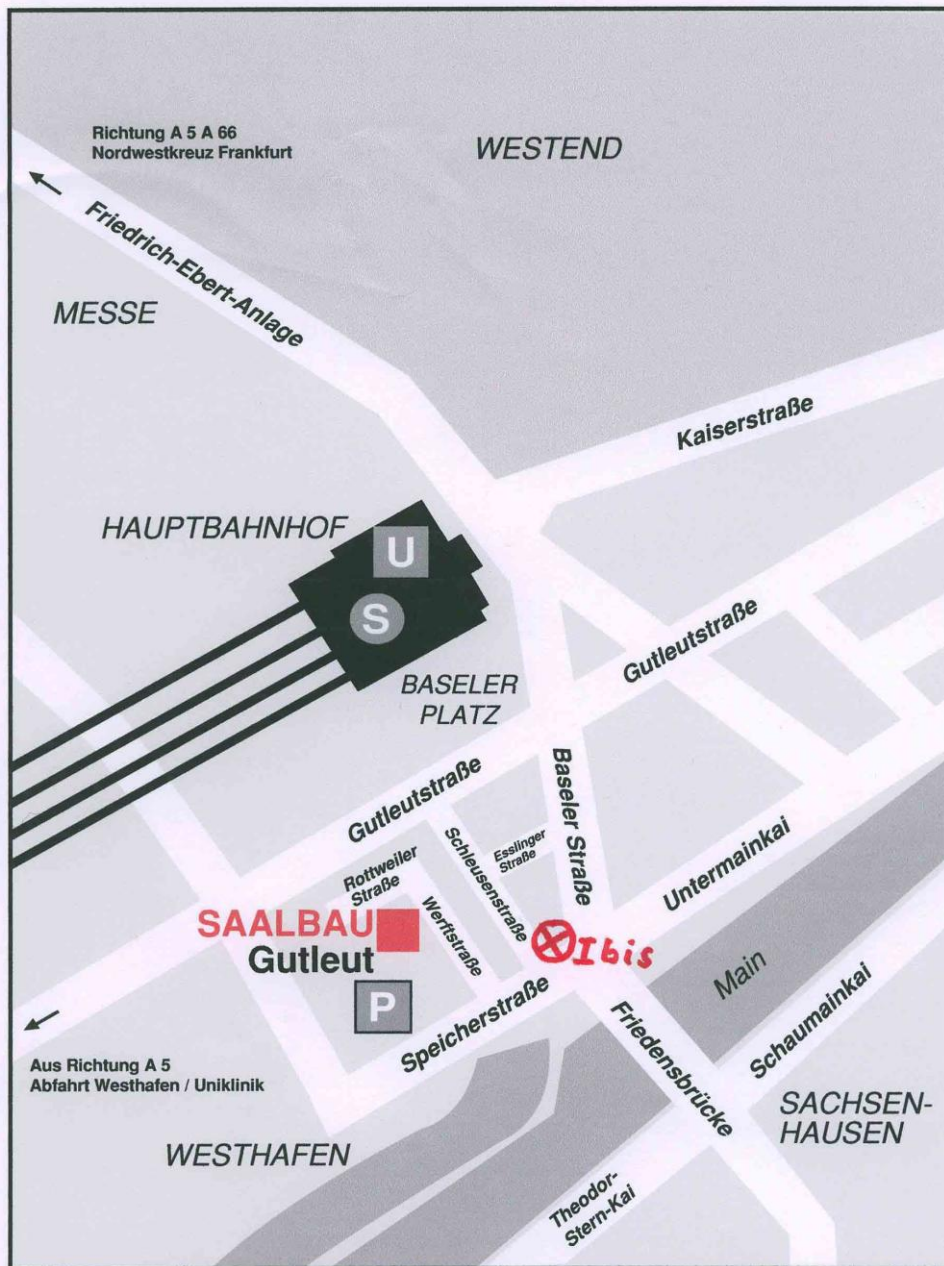 Richtung A 5 A 66
Nordwestkreuz Frankfurt
WESTEND
Friedrich-Ebert-Anlage
MESSE
Kaiserstraße
HAUPTBAHNHOF
U
S
Gutleutstraße
BASELER
PLATZ
Gutleutstraße
Baseler Straße
Esslinger
Straße
Schleusenstraße
Rottweiler
Straße
Werftstraße
Untermainkai
SAALBAU
Gutleut
Ibis
P
Main
Speicherstraße
Friedensbrücke
Schaumainkai
Aus Richtung A 5
Abfahrt Westhafen / Uniklinik
SACHSEN-
HAUSEN
WESTHAFEN
Theodor-
Stern-Kai